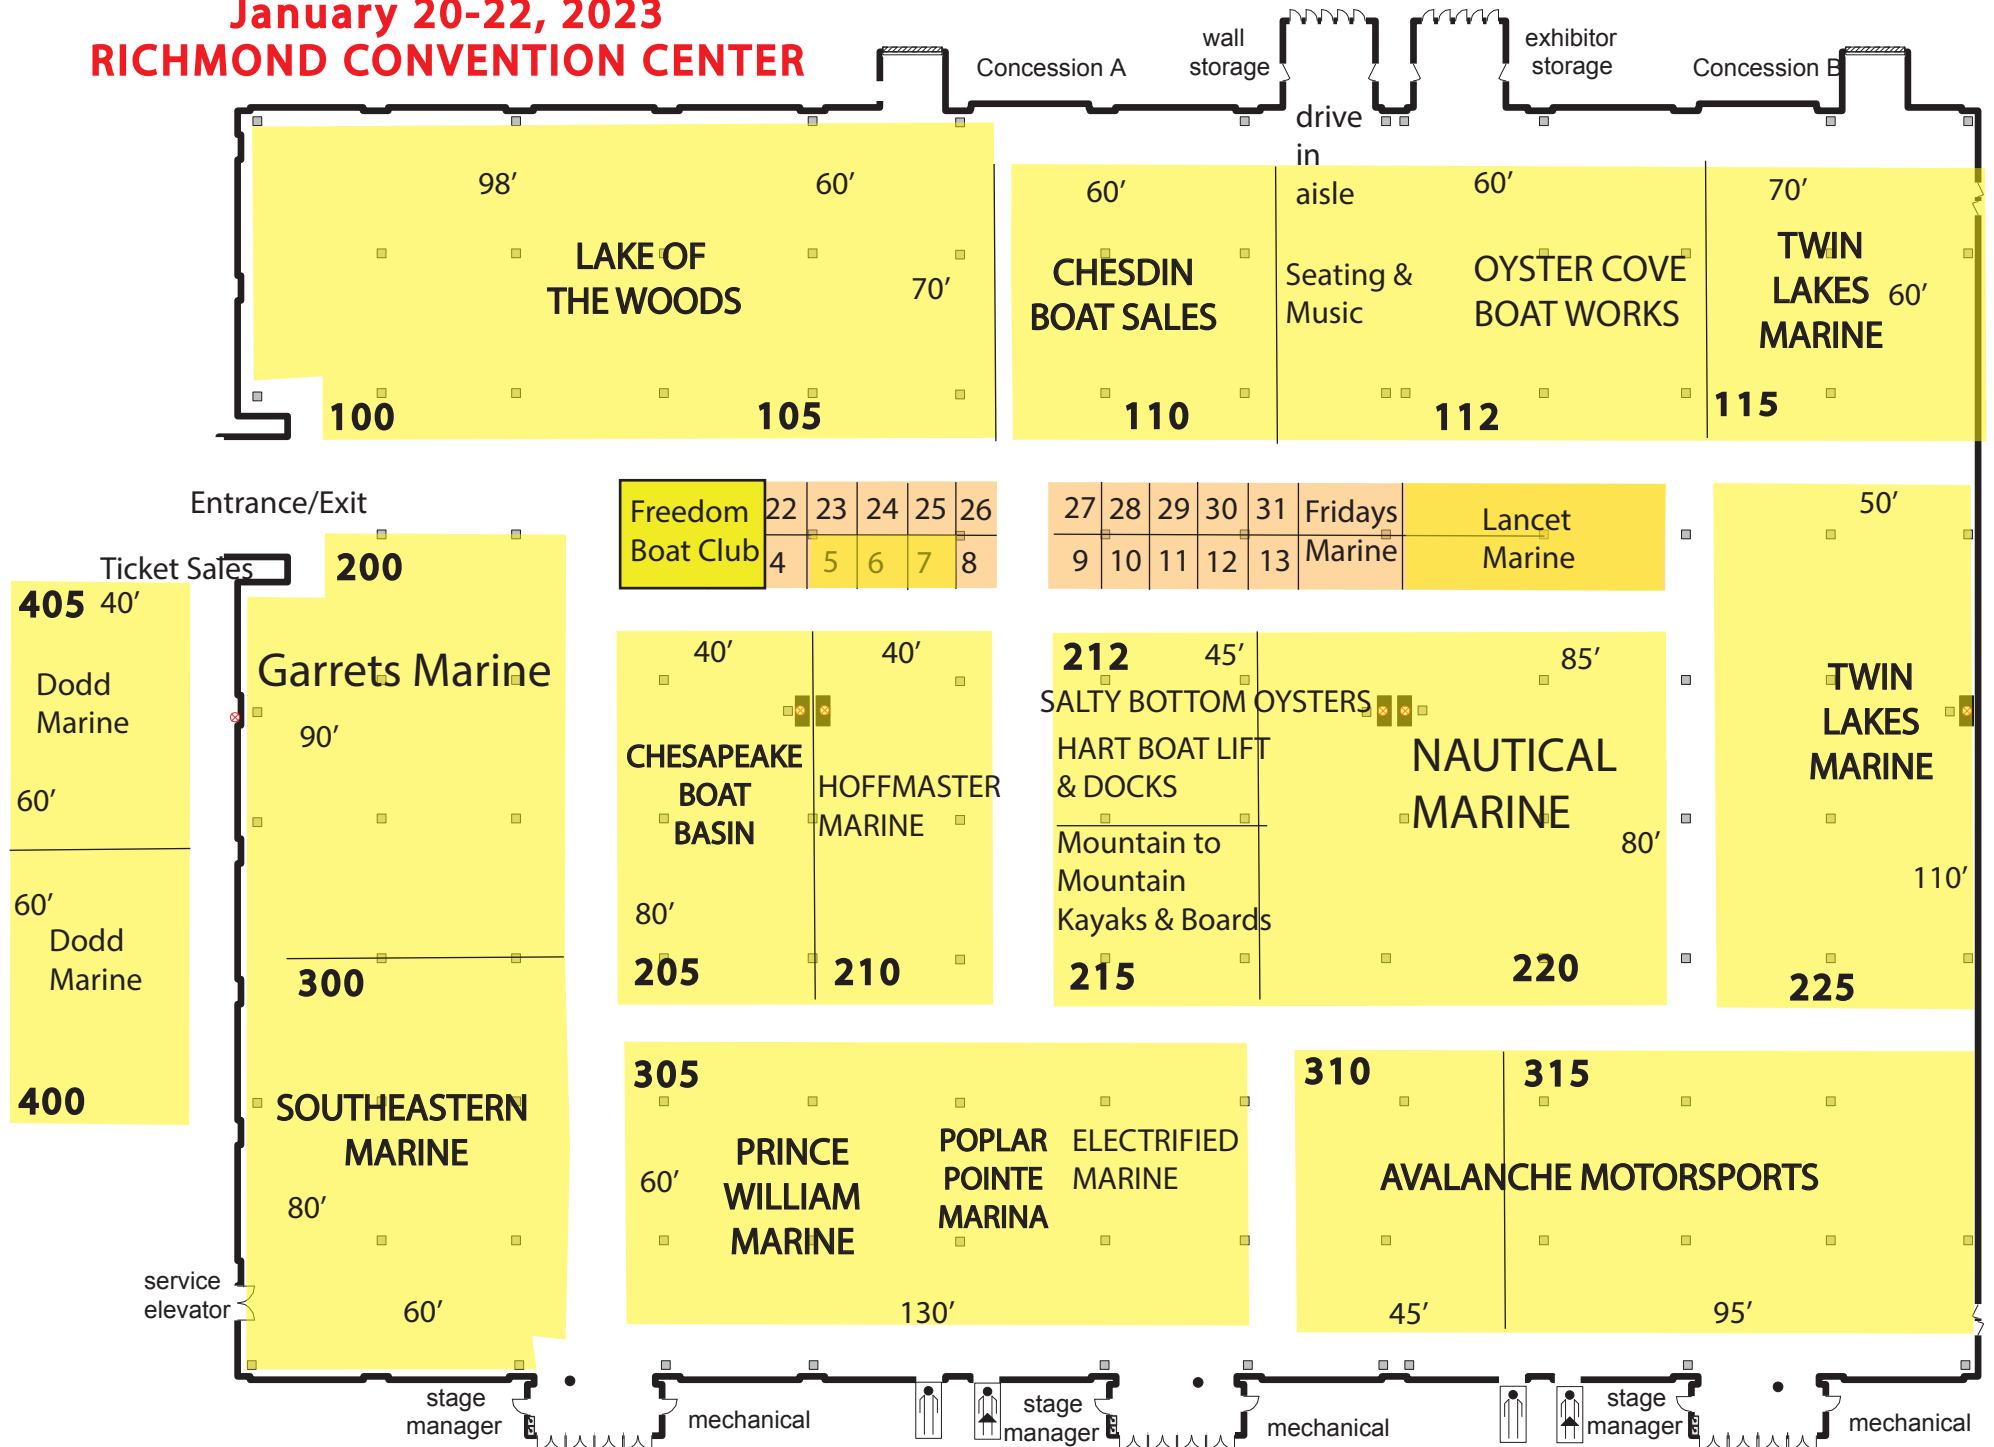 January 20-22, 2023
RICHMOND CONVENTION CENTER
Concession A
wall
storage
exhibitor
storage
Concession B
drive
in
aisle
98’
60’
LAKE OF
THE WOODS
70’
100
105
60’
CHESDIN
BOAT SALES
110
Seating &
Music
60’
OYSTER COVE
BOAT WORKS
112
70’
TWIN
LAKES
MARINE
60’
115
Entrance/Exit
Ticket Sales
Freedom
Boat Club
22 23 24 25 26
4 5 6 7 8
27 28 29 30 31
9 10 11 12 13
Fridays
Marine
Lancet
Marine
405 40’
Dodd
Marine
60’
60’
Dodd
Marine
400
200
Garrets Marine
90’
300
SOUTHEASTERN
MARINE
80’
60’
40’
CHESAPEAKE
BOAT
BASIN
80’
205
40’
HOFFMASTER
MARINE
210
212 45’
SALTY BOTTOM OYSTERS
HART BOAT LIFT
& DOCKS
Mountain to
Mountain
Kayaks & Boards
215
85’
NAUTICAL
MARINE
80’
220
50’
TWIN
LAKES
MARINE
110’
225
305
60’
PRINCE
WILLIAM
MARINE
POPLAR
POINTE
MARINA
ELECTRIFIED
MARINE
130’
310
315
AVALANCHE MOTORSPORTS
45’
95’
service
elevator
stage
manager
mechanical
stage
manager
mechanical
stage
manager
mechanical